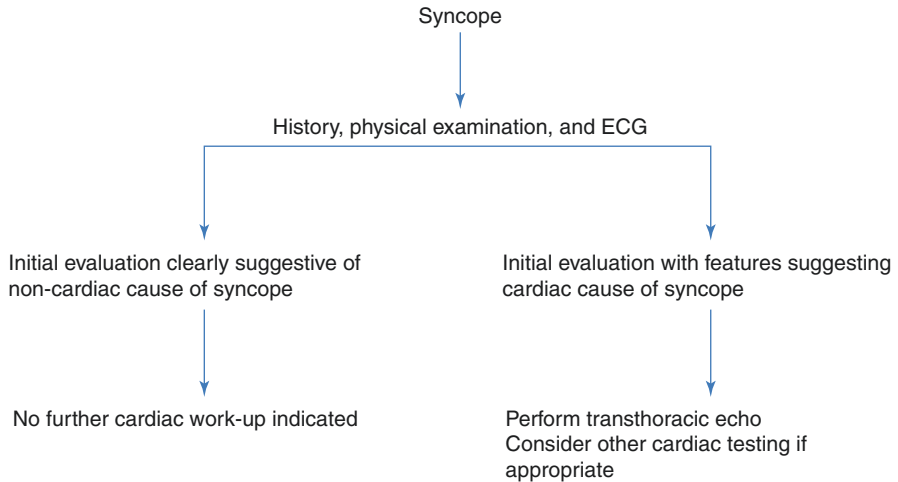 Syncope
History, physical examination, and ECG
Initial evaluation clearly suggestive of
non-cardiac cause of syncope
Initial evaluation with features suggesting
cardiac cause of syncope
No further cardiac work-up indicated
Perform transthoracic echo
Consider other cardiac testing if
appropriate